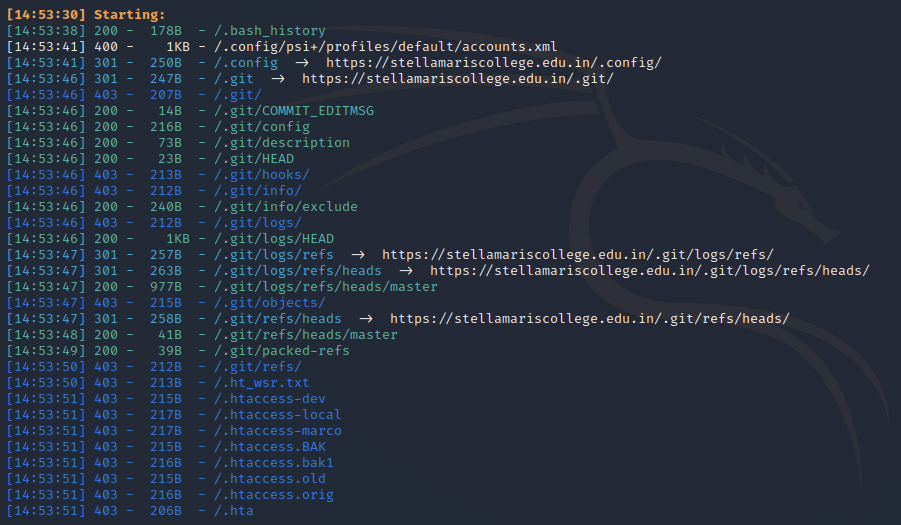 [14:53:30] Starting:
[14:53:38] 200 - 178B - /.bash_history
[14:53:41] 400 - 1KB - /.config/psi+/profiles/default/accounts.xml
[14:53:41] 301 - 250B - /.config → https://stellamariscollege.edu.in/.config/
[14:53:46] 301 - 247B - /.git → https://stellamariscollege.edu.in/.git/
[14:53:46] 403 - 207B - /.git/
[14:53:46] 200 - 14B - /.git/COMMIT_EDITMSG
[14:53:46] 200 - 216B - /.git/config
[14:53:46] 200 - 73B - /.git/description
[14:53:46] 200 - 23B - /.git/HEAD
[14:53:46] 403 - 213B - /.git/hooks/
[14:53:46] 403 - 212B - /.git/info/
[14:53:46] 200 - 240B - /.git/info/exclude
[14:53:46] 403 - 212B - /.git/logs/
[14:53:46] 200 - 1KB - /.git/logs/HEAD
[14:53:47] 301 - 257B - /.git/logs/refs → https://stellamariscollege.edu.in/.git/logs/refs/
[14:53:47] 301 - 263B - /.git/logs/refs/heads → https://stellamariscollege.edu.in/.git/logs/refs/heads/
[14:53:47] 200 - 977B - /.git/logs/refs/heads/master
[14:53:47] 403 - 215B - /.git/objects/
[14:53:47] 301 - 258B - /.git/refs/heads → https://stellamariscollege.edu.in/.git/refs/heads/
[14:53:48] 200 - 41B - /.git/refs/heads/master
[14:53:49] 200 - 39B - /.git/packed-refs
[14:53:50] 403 - 212B - /.git/refs/
[14:53:50] 403 - 213B - /.ht_wsr.txt
[14:53:51] 403 - 215B - /.htaccess-dev
[14:53:51] 403 - 217B - /.htaccess-local
[14:53:51] 403 - 217B - /.htaccess-marco
[14:53:51] 403 - 215B - /.htaccess.BAK
[14:53:51] 403 - 216B - /.htaccess.bak1
[14:53:51] 403 - 215B - /.htaccess.old
[14:53:51] 403 - 216B - /.htaccess.orig
[14:53:51] 403 - 206B - /.hta